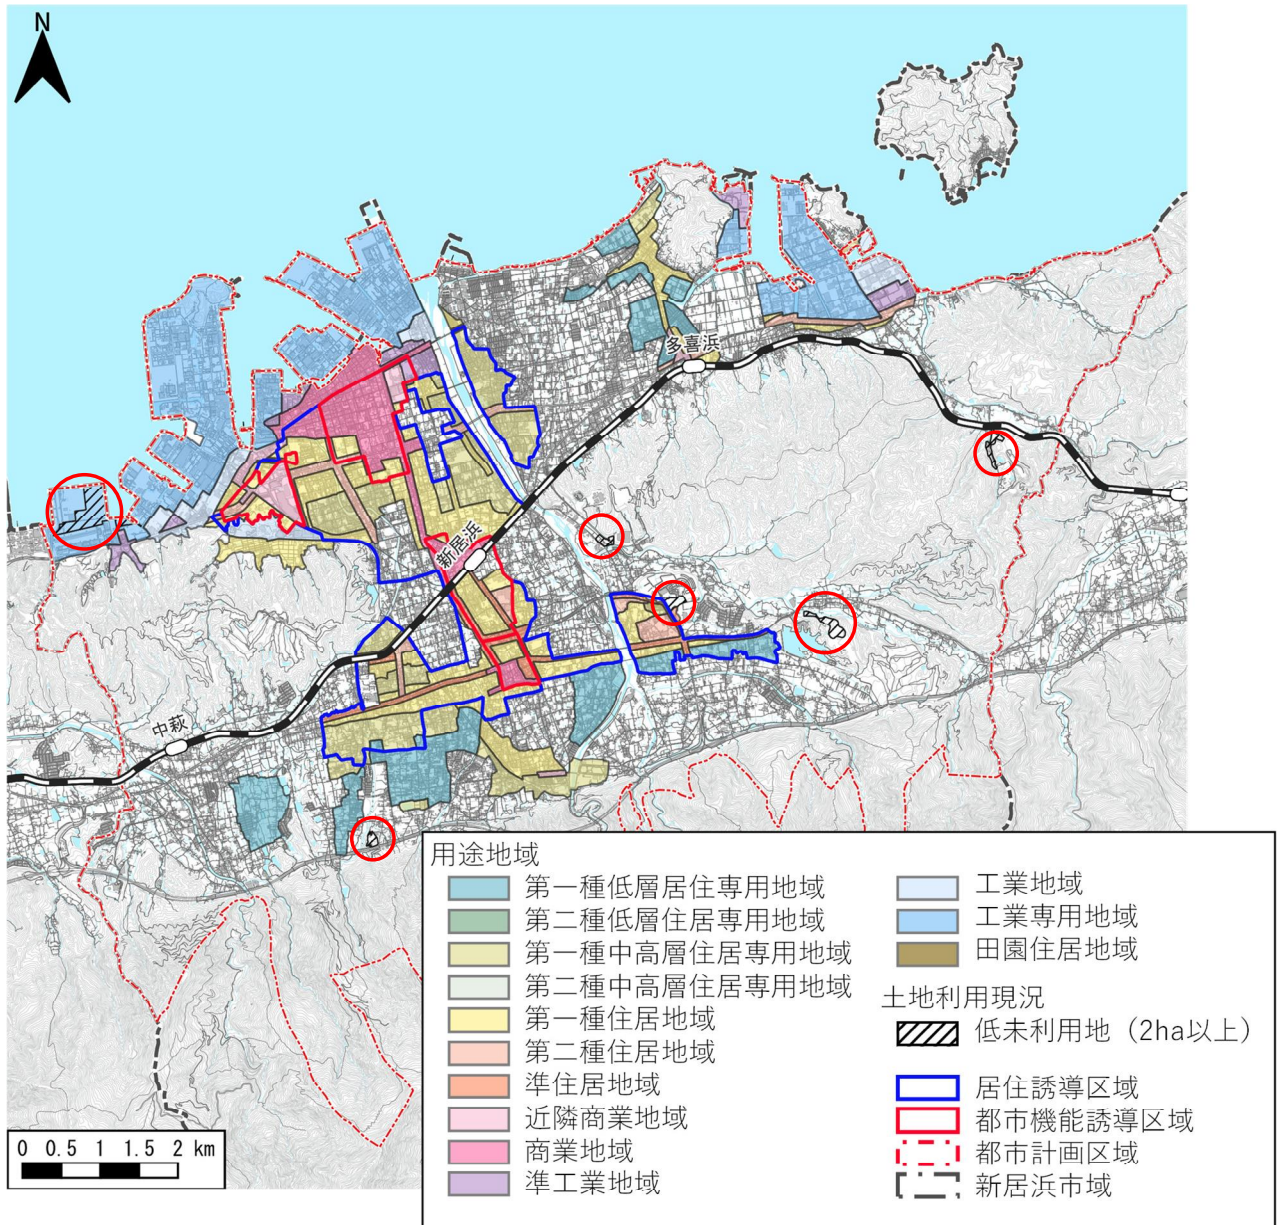 N
多喜浜
新居浜
中萩
用途地域
第一種低層居住専用地域
第二種低層住居専用地域
第一種中高層住居専用地域
第二種中高層住居専用地域
第一種住居地域
第二種住居地域
準住居地域
近隣商業地域
商業地域
準工業地域
工業地域
工業専用地域
田園住居地域
土地利用現況
低未利用地（2ha以上）
居住誘導区域
都市機能誘導区域
都市計画区域
新居浜市域
0 0.5 1 1.5 2 km